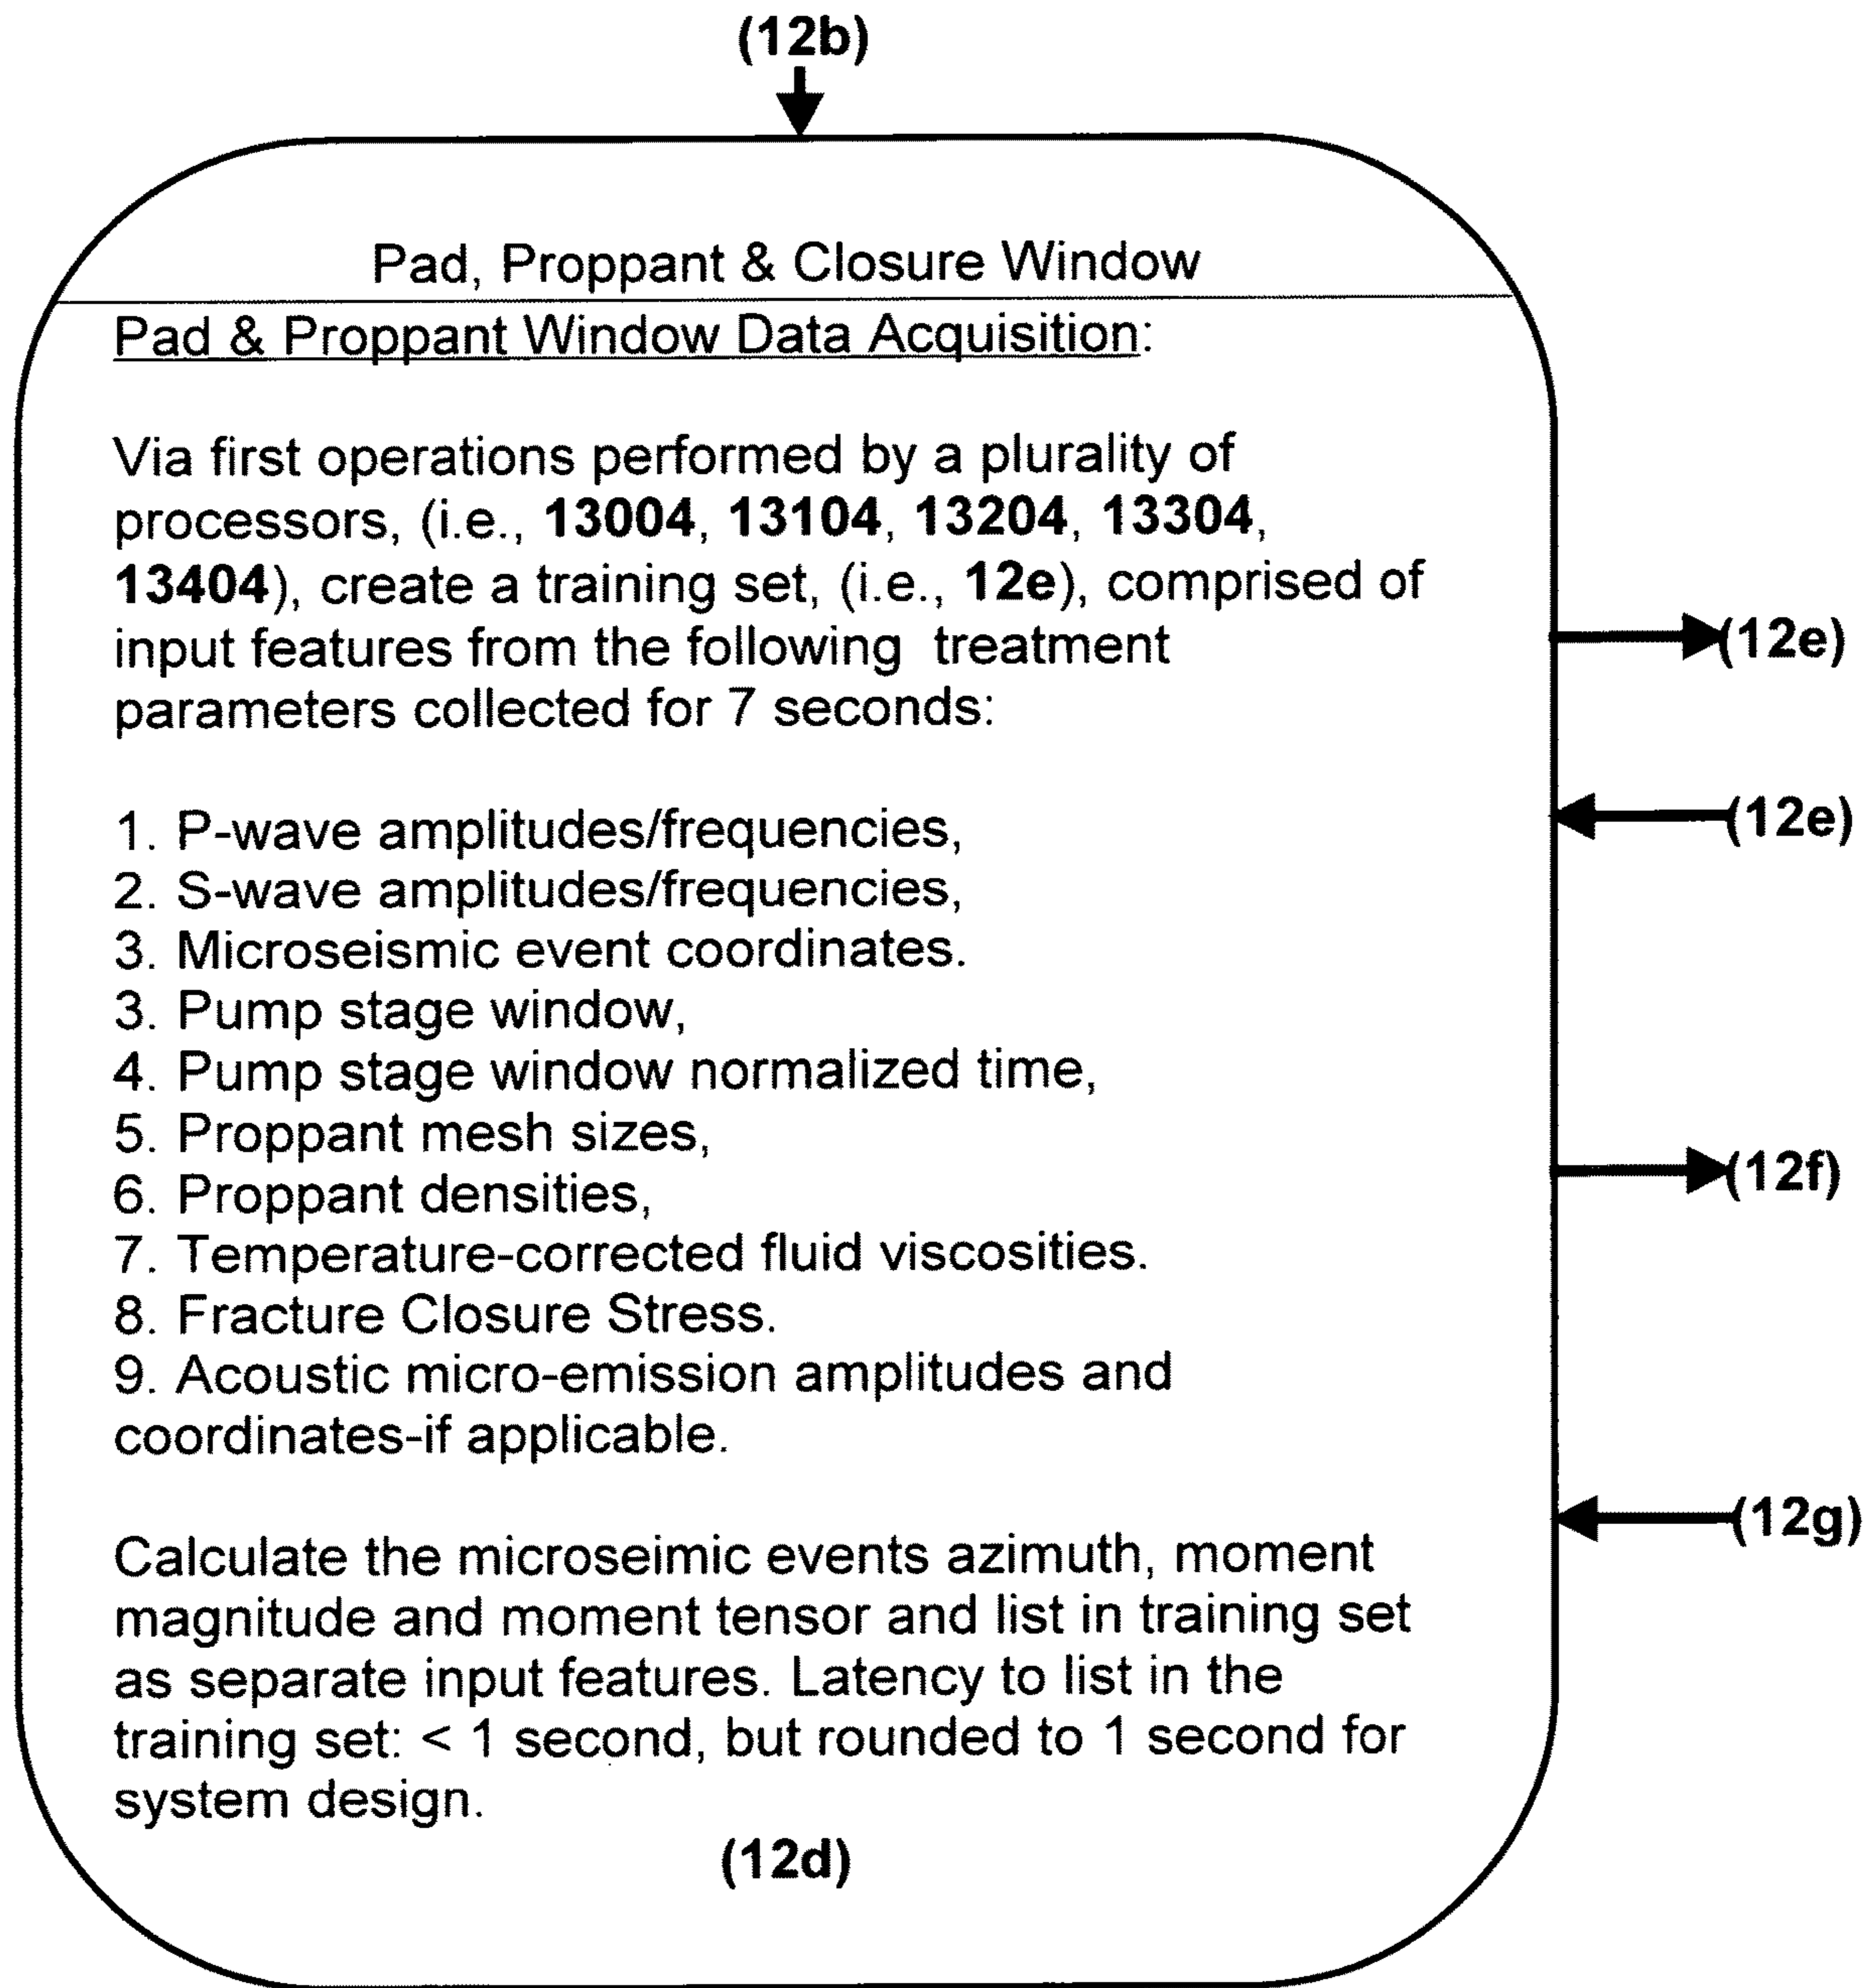 (12b)
Pad, Proppant & Closure Window
Pad & Proppant Window Data Acquisition:
Via first operations performed by a plurality of
processors, (i.e., 13004, 13104, 13204, 13304,
13404), create a training set, (i.e., 12e), comprised of
input features from the following treatment
parameters collected for 7 seconds:
(12e)
1. P-wave amplitudes/frequencies,
(12e)
2. S-wave amplitudes/frequencies,
3. Microseismic event coordinates.
3. Pump stage window,
4. Pump stage window normalized time,
5. Proppant mesh sizes,
(12f)
6. Proppant densities,
7. Temperature-corrected fluid viscosities.
8. Fracture Closure Stress.
9. Acoustic micro-emission amplitudes and
coordinates-if applicable.
(12g)
Calculate the microseimic events azimuth, moment
magnitude and moment tensor and list in training set
as separate input features. Latency to list in the
training set: < 1 second, but rounded to 1 second for
system design.
(12d)